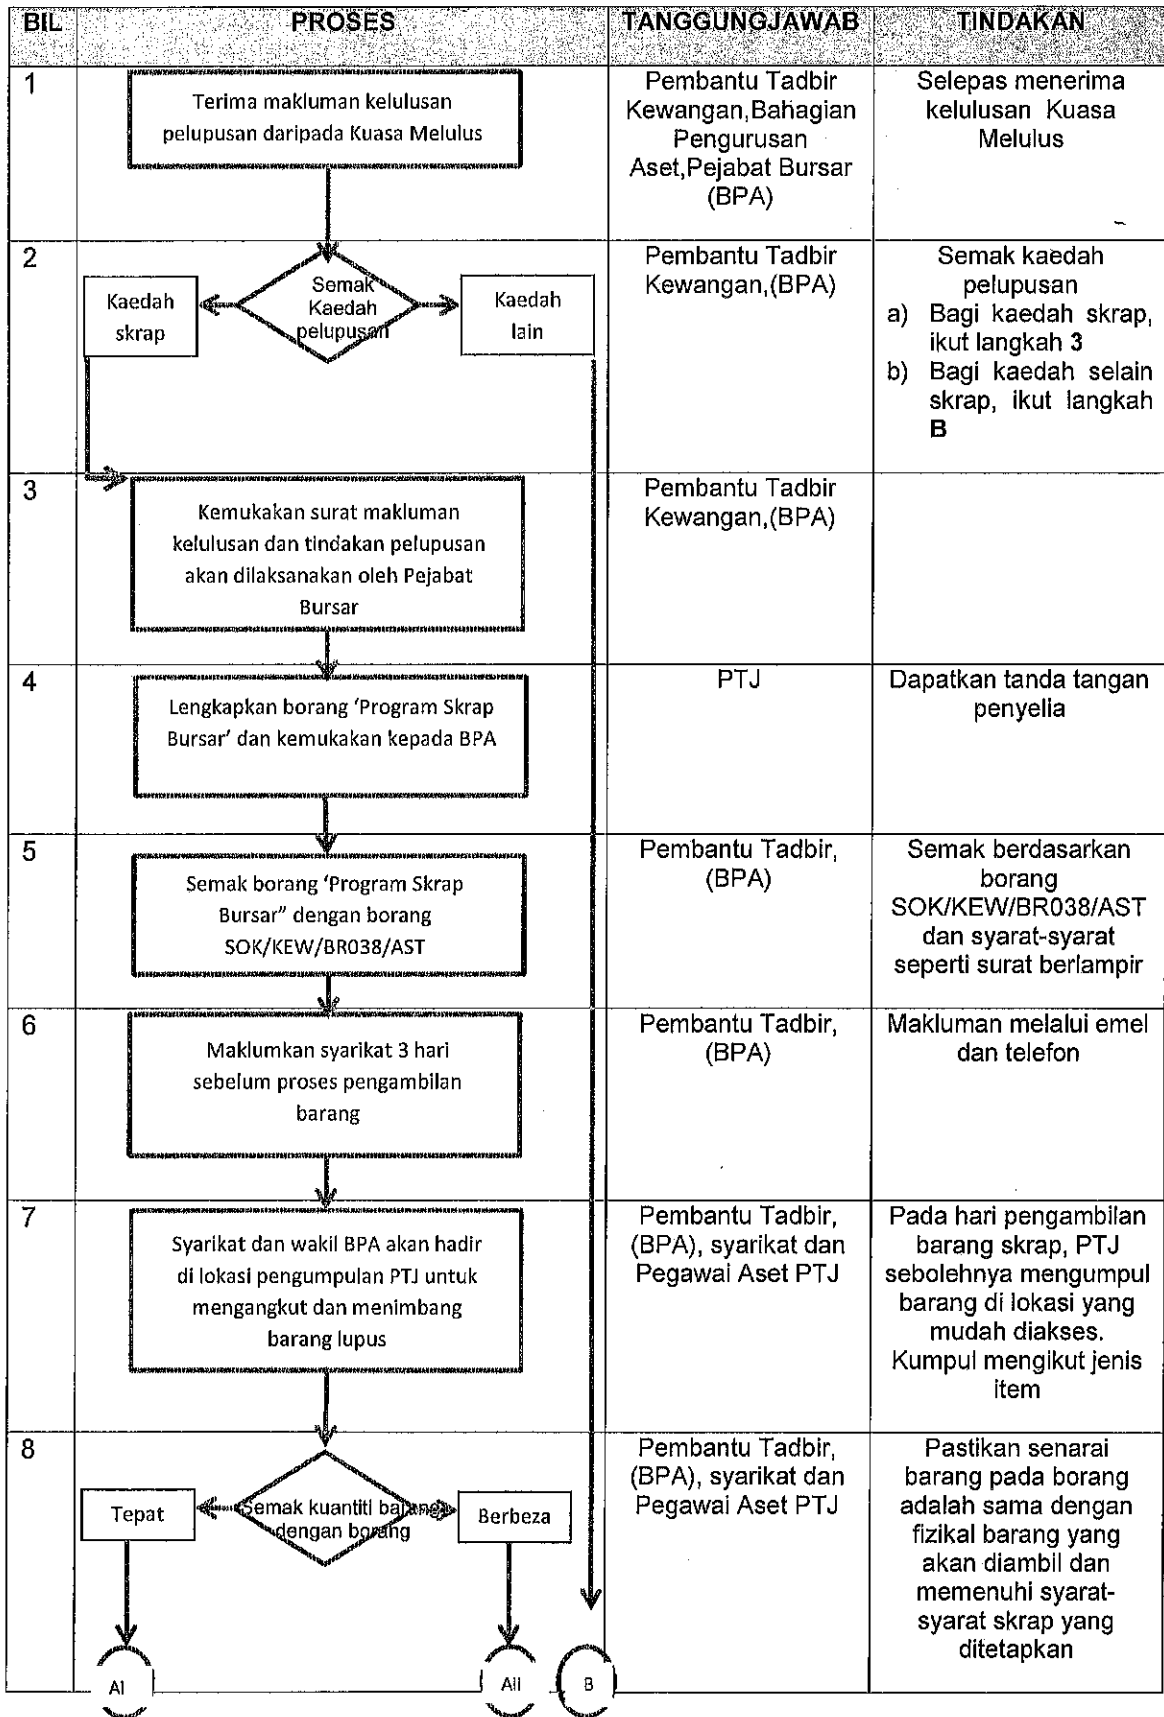 BIL PROSES TANGGUNGJAWAB TINDAKAN
1
Terima makluman kelulusan
pelupusan daripada Kuasa Melulus
Pembantu Tadbir
Kewangan,Bahagian
Pengurusan
Aset,Pejabat Bursar
(BPA)
Selepas menerima
kelulusan Kuasa
Melulus
2
Kaedah
skrap
Semak
Kaedah
pelupusan
Kaedah
lain
Pembantu Tadbir
Kewangan,(BPA)
Semak kaedah
pelupusan
a) Bagi kaedah skrap,
ikut langkah 3
b) Bagi kaedah selain
skrap, ikut langkah
B
3
Kemukakan surat makluman
kelulusan dan tindakan pelupusan
akan dilaksanakan oleh Pejabat
Bursar
Pembantu Tadbir
Kewangan,(BPA)
4
Lengkapkan borang ‘Program Skrap
Bursar’ dan kemukakan kepada BPA
PTJ
Dapatkan tanda tangan
penyelia
5
Semak borang ‘Program Skrap
Bursar” dengan borang
SOK/KEW/BR038/AST
Pembantu Tadbir,
(BPA)
Semak berdasarkan
borang
SOK/KEW/BR038/AST
dan syarat-syarat
seperti surat berlampir
6
Maklumkan syarikat 3 hari
sebelum proses pengambilan
barang
Pembantu Tadbir,
(BPA)
Makluman melalui emel
dan telefon
7
Syarikat dan wakil BPA akan hadir
di lokasi pengumpulan PTJ untuk
mengangkut dan menimbang
barang lupus
Pembantu Tadbir,
(BPA), syarikat dan
Pegawai Aset PTJ
Pada hari pengambilan
barang skrap, PTJ
sebolehnya mengumpul
barang di lokasi yang
mudah diakses.
Kumpul mengikut jenis
item
8
Tepat
Semak kuantiti barang
dengan borang
Berbeza
Pembantu Tadbir,
(BPA), syarikat dan
Pegawai Aset PTJ
Pastikan senarai
barang pada borang
adalah sama dengan
fizikal barang yang
akan diambil dan
memenuhi syarat-
syarat skrap yang
ditetapkan
AI
AII
B